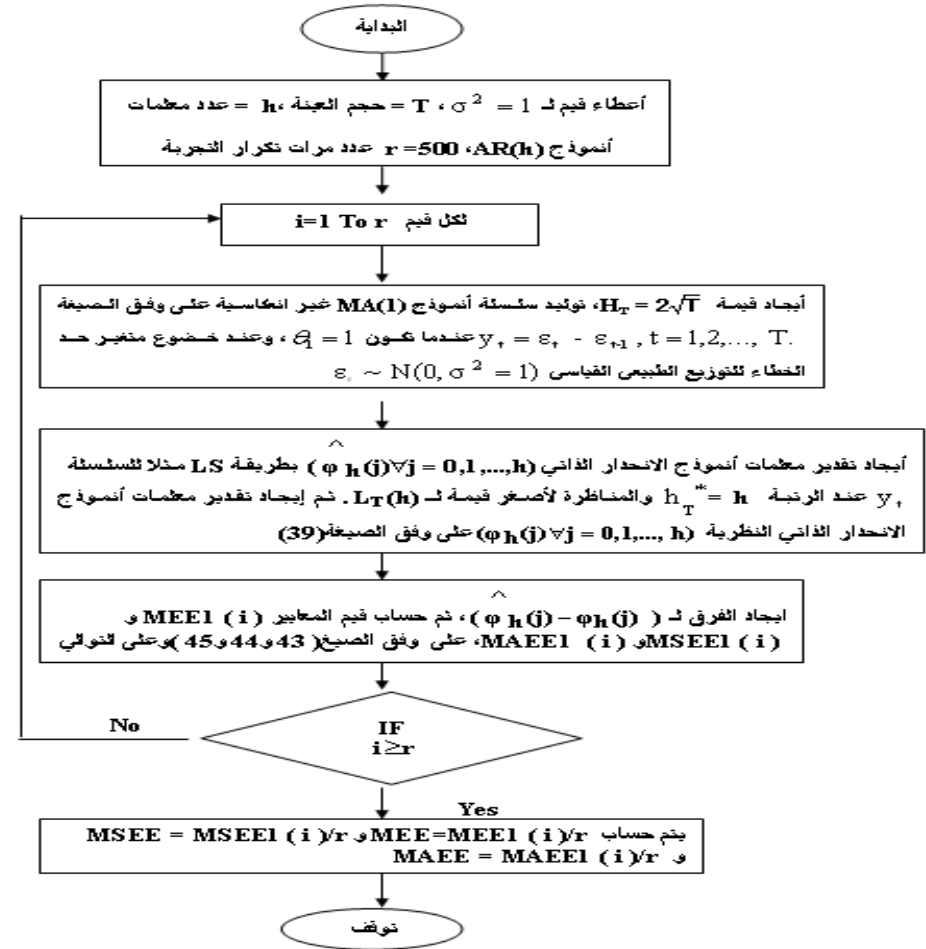 البداية
أعطاء قيم لـ σ² = 1 ، T = حجم العينة ،h = عدد معلمات
أنموذج AR(h)، r =500 عدد مرات تكرار التجربة
لكل قيم i=1 To r
أيجاد قيمة H_T = 2√T، توليد سلسلة أنموذج MA(1) غير انعكاسية على وفق الصيغة
y_t = ε_t - ε_t-1 , t = 1,2,..., T. عندما تكون θ_1 = 1 ، وعند خضوع متغير حد
الخطاء للتوزيع الطبيعي القياسي ε. ~ N(0, σ² = 1)
أيجاد تقدير معلمات أنموذج الانحدار الذاتي (φ̂_h(j)∀j = 0,1,...,h) بطريقة LS مثلا للسلسلة
y_t عند الرتبة h*_T = h والمناظرة لأصغر قيمة لـ L_T(h). ثم إيجاد تقدير معلمات أنموذج
الانحدار الذاتي النظرية (φ_h(j)∀j = 0,1,..., h) على وفق الصيغة(39)
ايجاد الفرق لـ (φ̂_h(j) – φ_h(j))، ثم حساب قيم المعايير MEE1 (i) و
MSEE1 (i) و MAEE1 (i)، على وفق الصيغ( 43 و44 و45 )وعلى التوالي
No
IF
i≥r
Yes
يتم حساب MEE=MEE1 (i)/r و MSEE = MSEE1 (i)/r
و MAEE = MAEE1 (i)/r
توقف